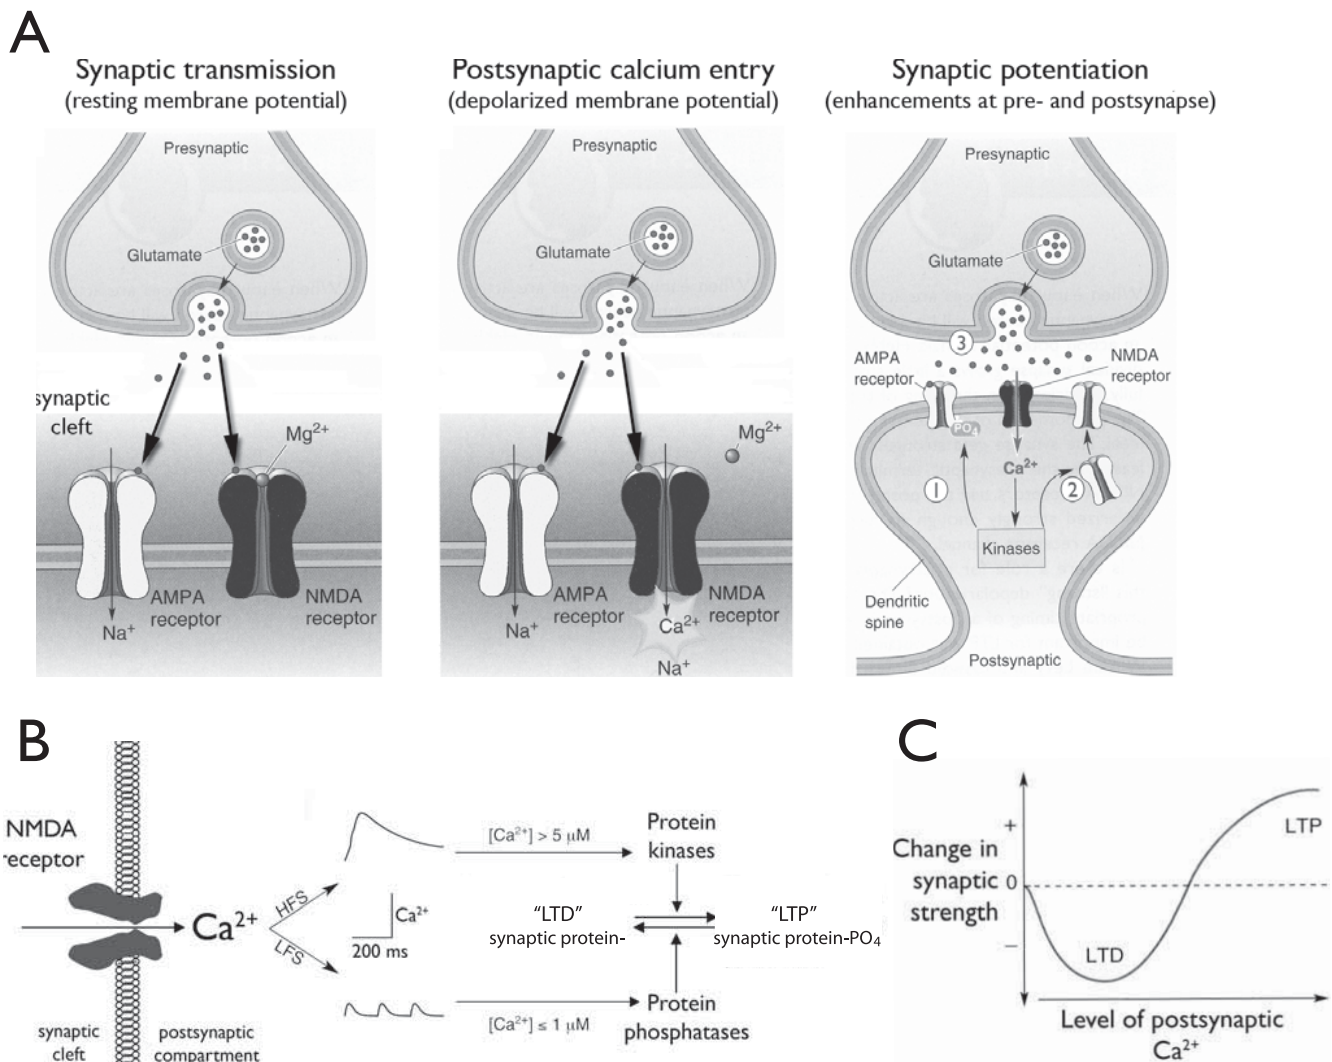 A
Synaptic transmission
(resting membrane potential)
Presynaptic
Glutamate
synaptic
cleft
Mg2+
AMPA
receptor
NMDA
receptor
Na+
Postsynaptic calcium entry
(depolarized membrane potential)
Presynaptic
Glutamate
Mg2+
AMPA
receptor
NMDA
receptor
Na+
Ca2+
Na+
Synaptic potentiation
(enhancements at pre- and postsynapse)
Presynaptic
Glutamate
3
AMPA
receptor
NMDA
receptor
PO4
Ca2+
1
2
Kinases
Dendritic
spine
Postsynaptic
B
NMDA
receptor
Ca2+
HFS
LFS
Ca2+
200 ms
[Ca2+] > 5 μM
Protein
kinases
“LTD”
synaptic protein-
“LTP”
synaptic protein-PO4
[Ca2+] ≤ 1 μM
Protein
phosphatases
synaptic
cleft
postsynaptic
compartment
C
Change in
synaptic
strength
+
0
−
LTP
LTD
Level of postsynaptic
Ca2+